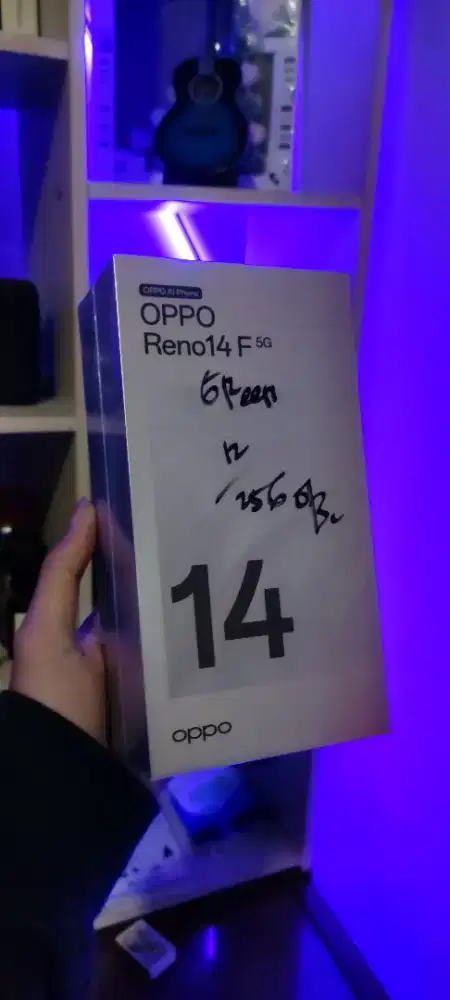 OPPO AI Phone
OPPO
Reno14 F 5G
Green
12
/256 GB
14
oppo